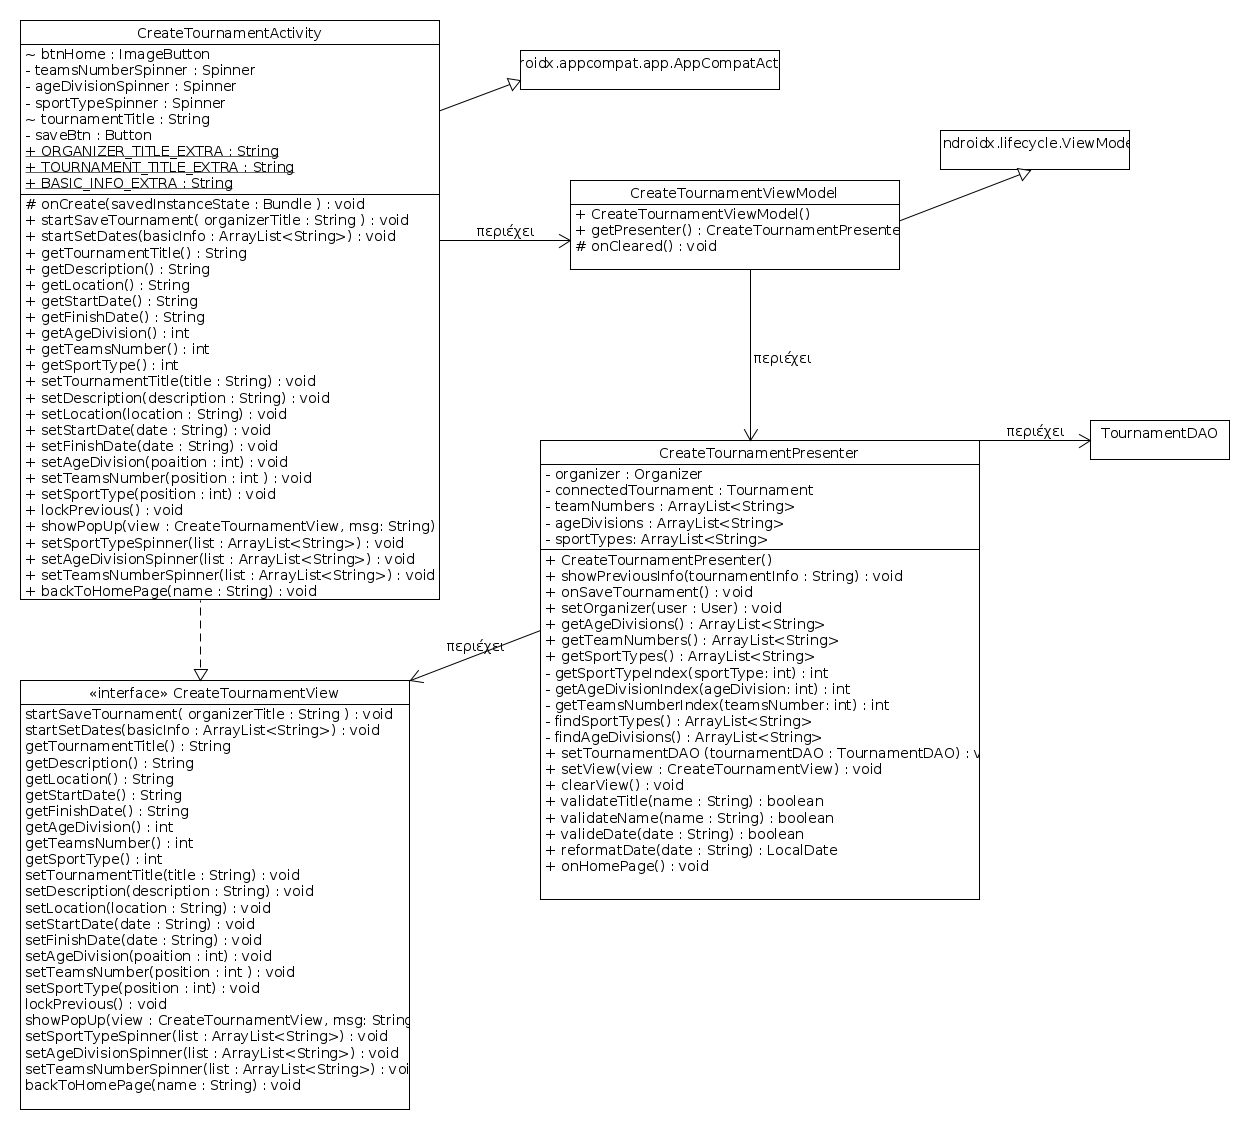 CreateTournamentActivity
~ btnHome : ImageButton
- teamsNumberSpinner : Spinner
- ageDivisionSpinner : Spinner
- sportTypeSpinner : Spinner
~ tournamentTitle : String
- saveBtn : Button
+ ORGANIZER_TITLE_EXTRA : String
+ TOURNAMENT_TITLE_EXTRA : String
+ BASIC_INFO_EXTRA : String
# onCreate(savedInstanceState : Bundle ) : void
+ startSaveTournament( organizerTitle : String ) : void
+ startSetDates(basicInfo : ArrayList<String>) : void
+ getTournamentTitle() : String
+ getDescription() : String
+ getLocation() : String
+ getStartDate() : String
+ getFinishDate() : String
+ getAgeDivision() : int
+ getTeamsNumber() : int
+ getSportType() : int
+ setTournamentTitle(title : String) : void
+ setDescription(description : String) : void
+ setLocation(location : String) : void
+ setStartDate(date : String) : void
+ setFinishDate(date : String) : void
+ setAgeDivision(poaition : int) : void
+ setTeamsNumber(position : int ) : void
+ setSportType(position : int) : void
+ lockPrevious() : void
+ showPopUp(view : CreateTournamentView, msg: String)
+ setSportTypeSpinner(list : ArrayList<String>) : void
+ setAgeDivisionSpinner(list : ArrayList<String>) : void
+ setTeamsNumberSpinner(list : ArrayList<String>) : void
+ backToHomePage(name : String) : void
roidx.appcompat.app.AppCompatAct
ndroidx.lifecycle.ViewMode
περιέχει
CreateTournamentViewModel
+ CreateTournamentViewModel()
+ getPresenter() : CreateTournamentPresente
# onCleared() : void
περιέχει
περιέχει
TournamentDAO
CreateTournamentPresenter
- organizer : Organizer
- connectedTournament : Tournament
- teamNumbers : ArrayList<String>
- ageDivisions : ArrayList<String>
- sportTypes: ArrayList<String>
+ CreateTournamentPresenter()
+ showPreviousInfo(tournamentInfo : String) : void
+ onSaveTournament() : void
+ setOrganizer(user : User) : void
+ getAgeDivisions() : ArrayList<String>
+ getTeamNumbers() : ArrayList<String>
+ getSportTypes() : ArrayList<String>
- getSportTypeIndex(sportType: int) : int
- getAgeDivisionIndex(ageDivision: int) : int
- getTeamsNumberIndex(teamsNumber: int) : int
- findSportTypes() : ArrayList<String>
- findAgeDivisions() : ArrayList<String>
+ setTournamentDAO (tournamentDAO : TournamentDAO) : v
+ setView(view : CreateTournamentView) : void
+ clearView() : void
+ validateTitle(name : String) : boolean
+ validateName(name : String) : boolean
+ valideDate(date : String) : boolean
+ reformatDate(date : String) : LocalDate
+ onHomePage() : void
περιέχει
«interface» CreateTournamentView
startSaveTournament( organizerTitle : String ) : void
startSetDates(basicInfo : ArrayList<String>) : void
getTournamentTitle() : String
getDescription() : String
getLocation() : String
getStartDate() : String
getFinishDate() : String
getAgeDivision() : int
getTeamsNumber() : int
getSportType() : int
setTournamentTitle(title : String) : void
setDescription(description : String) : void
setLocation(location : String) : void
setStartDate(date : String) : void
setFinishDate(date : String) : void
setAgeDivision(poaition : int) : void
setTeamsNumber(position : int ) : void
setSportType(position : int) : void
lockPrevious() : void
showPopUp(view : CreateTournamentView, msg: String
setSportTypeSpinner(list : ArrayList<String>) : void
setAgeDivisionSpinner(list : ArrayList<String>) : void
setTeamsNumberSpinner(list : ArrayList<String>) : voi
backToHomePage(name : String) : void